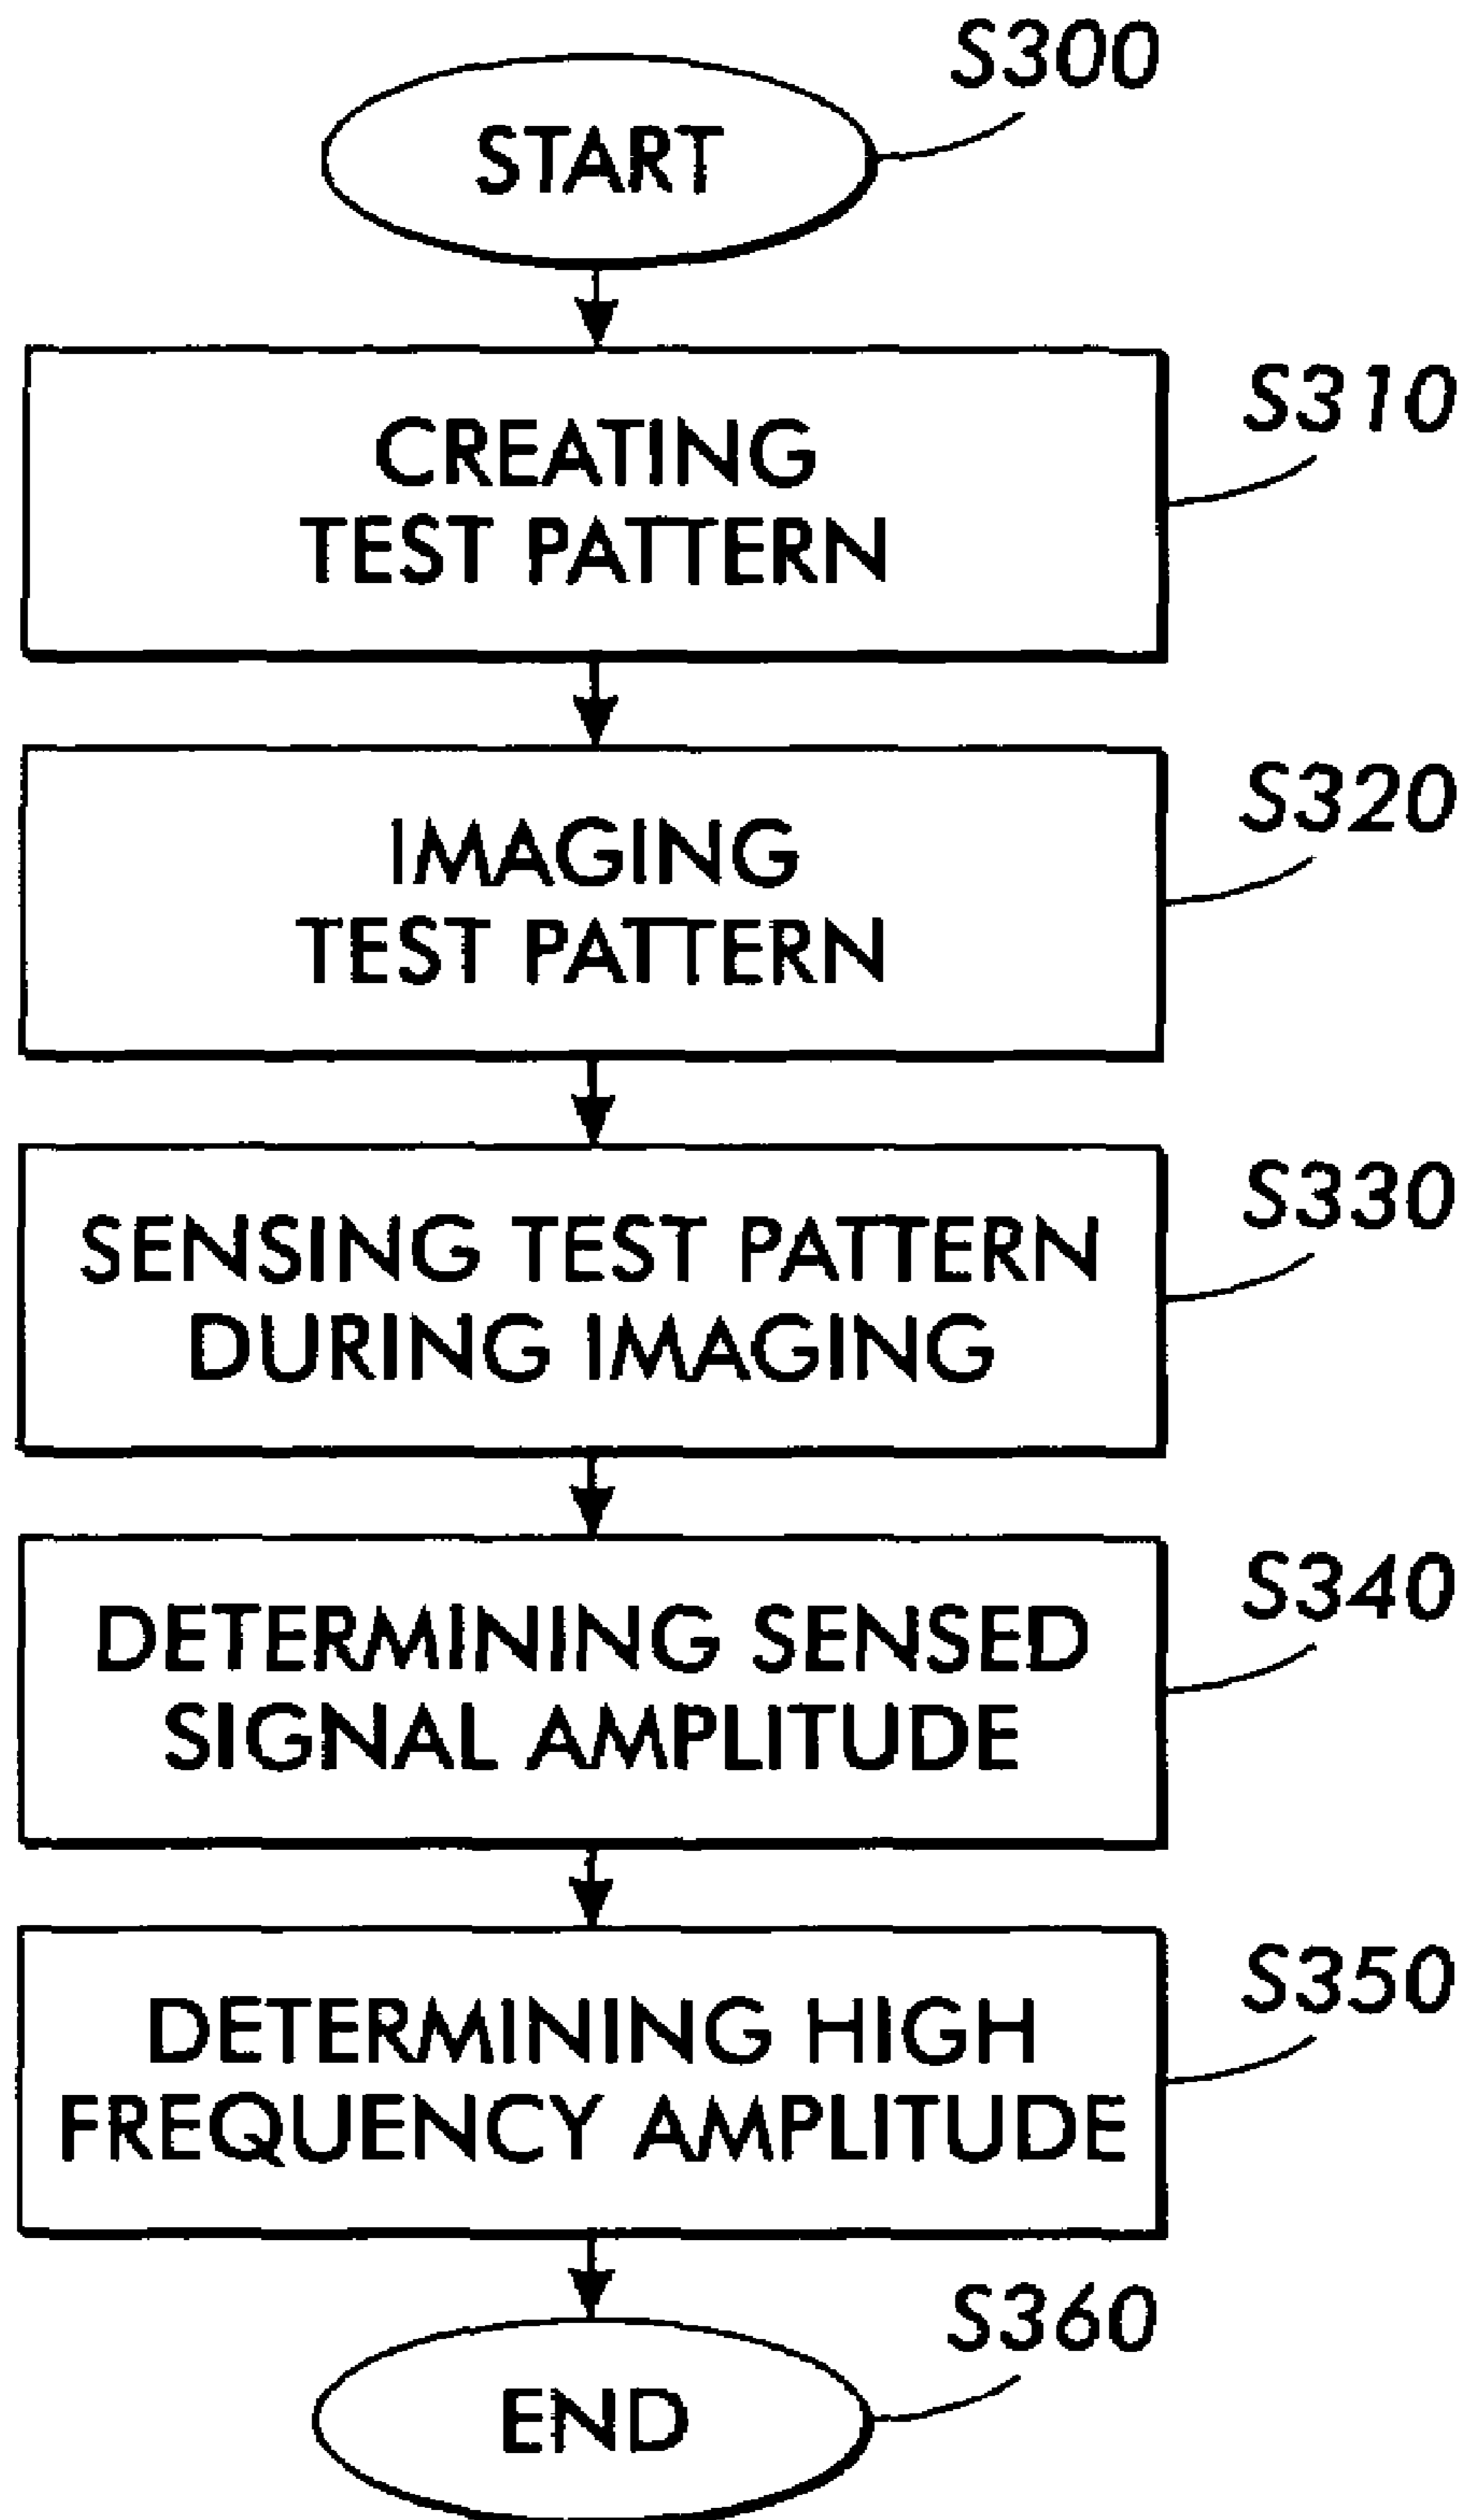 S300
START
S310
CREATING
TEST PATTERN
S320
IMAGING
TEST PATTERN
S330
SENSING TEST PATTERN
DURING IMAGING
S340
DETERMINING SENSED
SIGNAL AMPLITUDE
S350
DETERMINING HIGH
FREQUENCY AMPLITUDE
S360
END